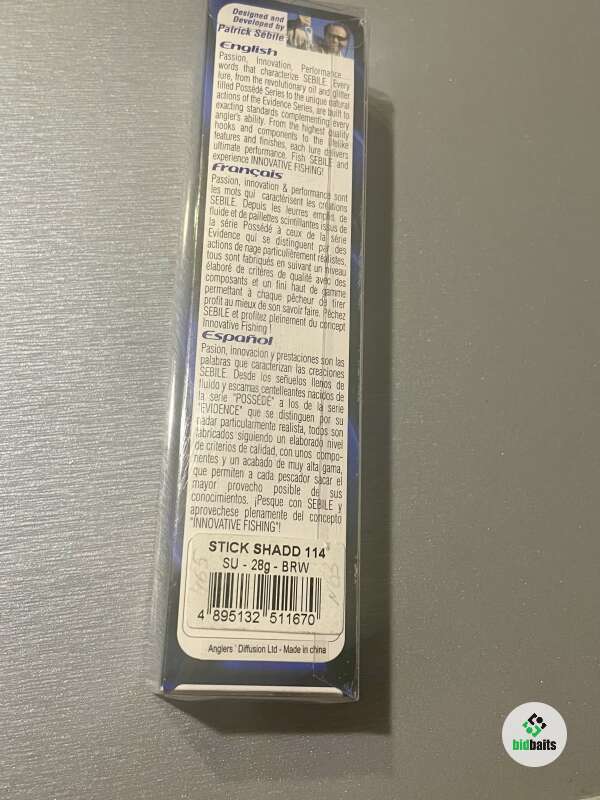 Designed and
Developed by
Patrick Sebile
English
Passion, Innovation, Performance...
words that characterize SEBILE. Every
lure, from the revolutionary oil and glitter
filled Possédé Series to the unique natural
actions of the Evidence Series, are built to
exacting standards complementing every
angler's ability. From the highest quality
hooks and components to the lifelike
features and finishes, each lure delivers
ultimate performance. Fish SEBILE and
experience INNOVATIVE FISHING!
Français
Passion, innovation & performance sont
les mots qui caractérisent les créations
SEBILE. Depuis les leurres emplis de
fluide et de paillettes scintillantes issus de
la série Possédé à ceux de la série
Evidence qui se distinguent par des
actions de nage particulièrement réalistes,
tous sont fabriqués en suivant un niveau
élaboré de critères de qualité avec des
composants et un fini haut de gamme
permettant à chaque pêcheur de tirer
profit au mieux de son savoir faire. Pêchez
SEBILE et profitez pleinement du concept
Innovative Fishing !
Español
Pasion, innovacion y prestaciones son las
palabras que caracterizan las creaciones
SEBILE. Desde los señuelos llenos de
fluido y escamas centelleantes nacidos de
la serie "POSSÉDÉ" a los de la serie
"EVIDENCE" que se distinguen por su
nadar particularmente realista, todos son
fabricados siguiendo un elaborado nivel
de criterios de calidad, con unos compo-
nentes y un acabado de muy alta gama,
que permiten a cada pescador sacar el
mayor provecho posible de sus
conocimientos. ¡Pesque con SEBILE y
aprovechese plenamente del concepto
"INNOVATIVE FISHING"!
STICK SHADD 114
SU - 28g - BRW
4 895132 511670
Anglers ' Diffusion Ltd - Made in china
bidbaits